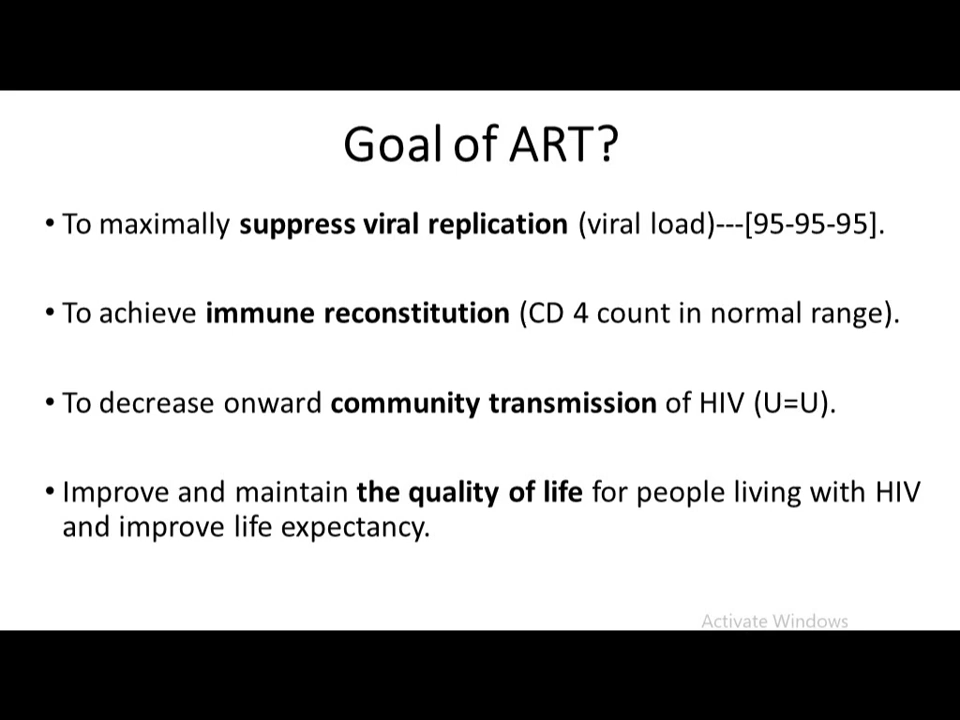 Goal of ART?
• To maximally suppress viral replication (viral load)---[95-95-95].
• To achieve immune reconstitution (CD 4 count in normal range).
• To decrease onward community transmission of HIV (U=U).
• Improve and maintain the quality of life for people living with HIV
and improve life expectancy.
Activate Windows